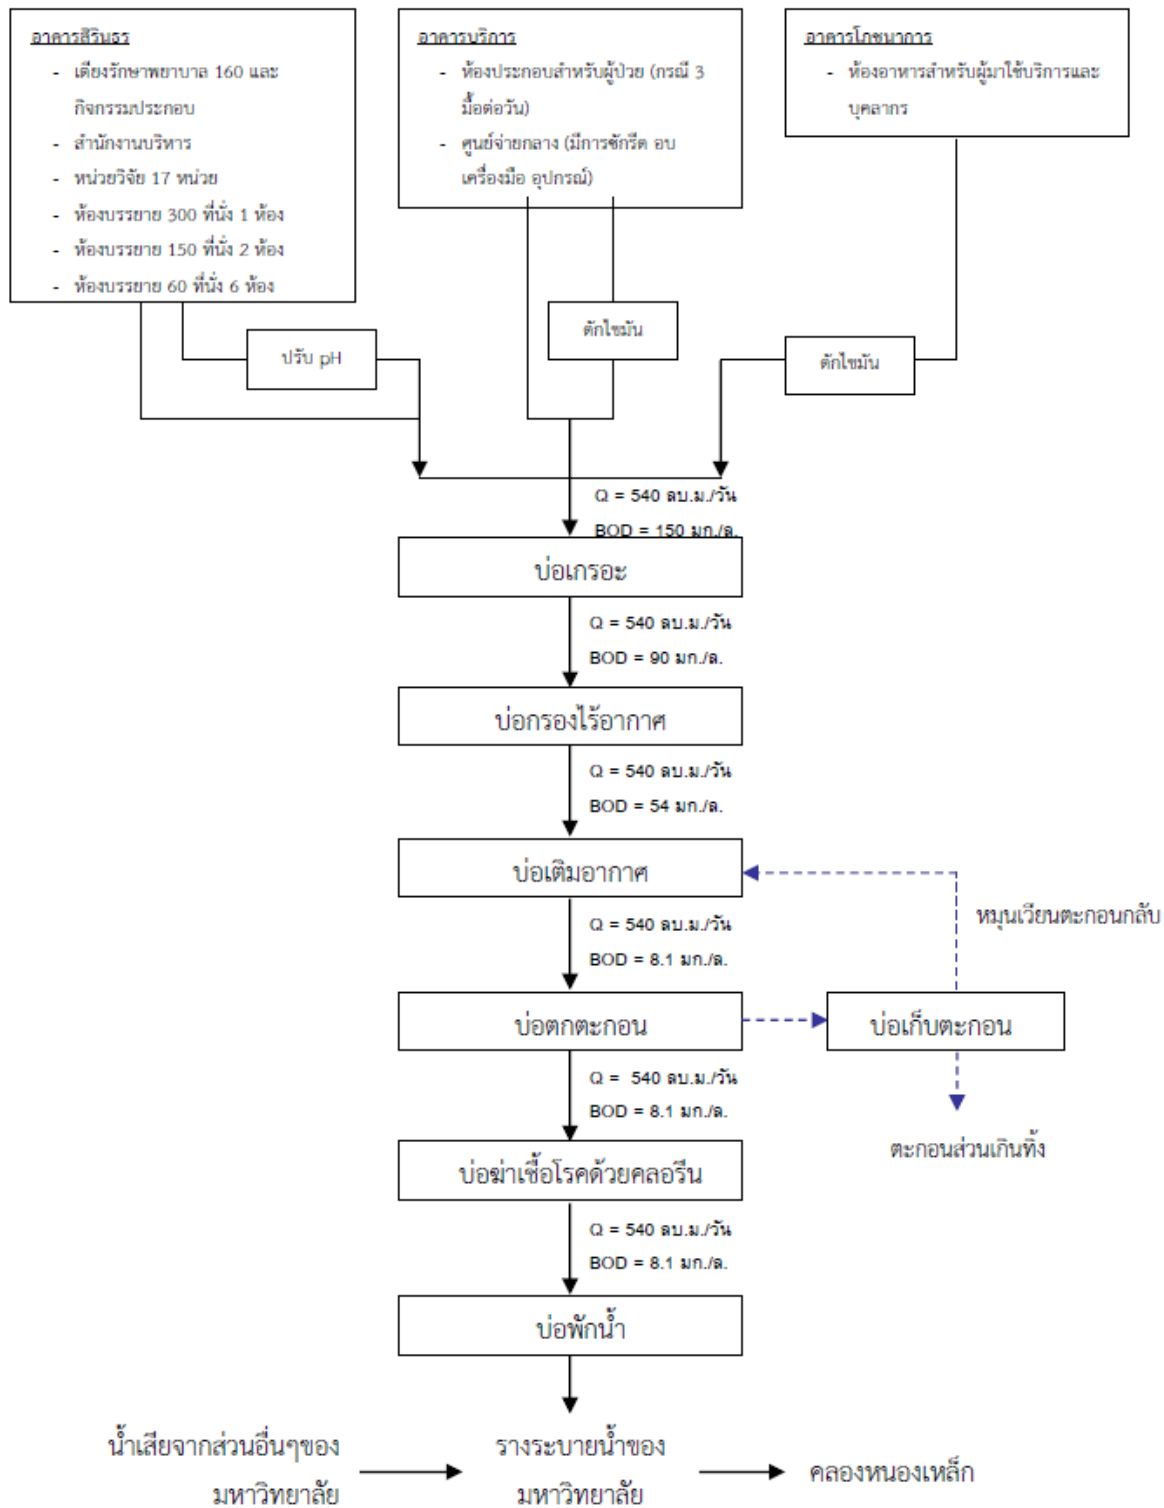 อาคารสิรินธร
- เตียงรักษาพยาบาล 160 และ
กิจกรรมประกอบ
- สำนักงานบริหาร
- หน่วยวิจัย 17 หน่วย
- ห้องบรรยาย 300 ที่นั่ง 1 ห้อง
- ห้องบรรยาย 150 ที่นั่ง 2 ห้อง
- ห้องบรรยาย 60 ที่นั่ง 6 ห้อง
อาคารบริการ
- ห้องประกอบสำหรับผู้ป่วย (กรณี 3
มื้อต่อวัน)
- ศูนย์จ่ายกลาง (มีการซักรีด อบ
เครื่องมือ อุปกรณ์)
อาคารโภชนาการ
- ห้องอาหารสำหรับผู้มาใช้บริการและ
บุคลากร
ปรับ pH
ดักไขมัน
ดักไขมัน
Q = 540 ลบ.ม./วัน
BOD = 150 มก./ล.
บ่อเกรอะ
Q = 540 ลบ.ม./วัน
BOD = 90 มก./ล.
บ่อกรองไร้อากาศ
Q = 540 ลบ.ม./วัน
BOD = 54 มก./ล.
บ่อเติมอากาศ
หมุนเวียนตะกอนกลับ
Q = 540 ลบ.ม./วัน
BOD = 8.1 มก./ล.
บ่อตกตะกอน
บ่อเก็บตะกอน
Q = 540 ลบ.ม./วัน
BOD = 8.1 มก./ล.
ตะกอนส่วนเกินทิ้ง
บ่อฆ่าเชื้อโรคด้วยคลอรีน
Q = 540 ลบ.ม./วัน
BOD = 8.1 มก./ล.
บ่อพักน้ำ
น้ำเสียจากส่วนอื่นๆของ
มหาวิทยาลัย
รางระบายน้ำของ
มหาวิทยาลัย
คลองหนองเหล็ก